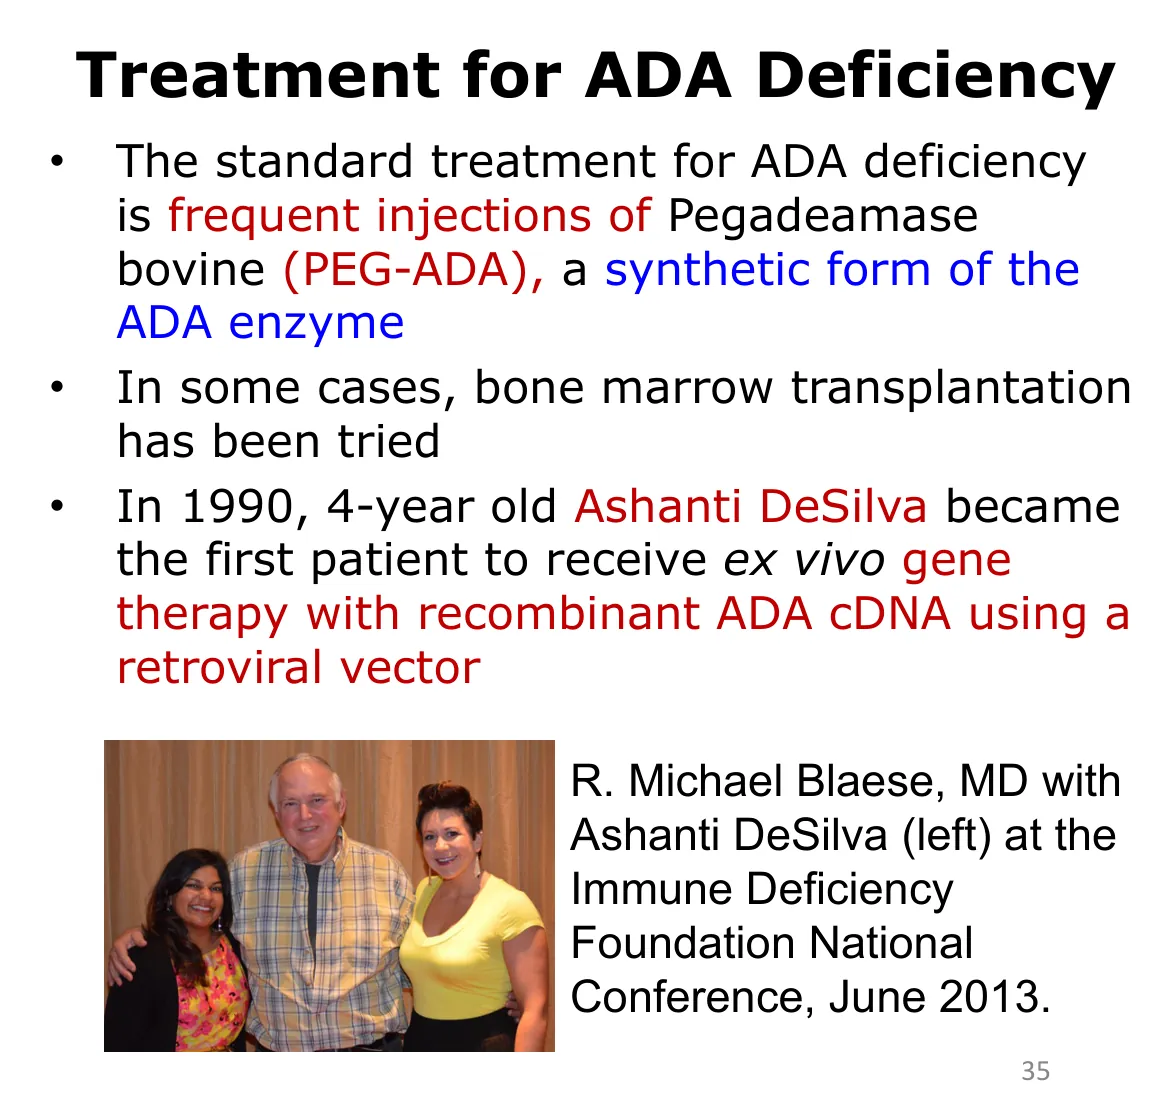 Treatment for ADA Deficiency
• The standard treatment for ADA deficiency
is frequent injections of Pegadeamase
bovine (PEG-ADA), a synthetic form of the
ADA enzyme
• In some cases, bone marrow transplantation
has been tried
• In 1990, 4-year old Ashanti DeSilva became
the first patient to receive ex vivo gene
therapy with recombinant ADA cDNA using a
retroviral vector
R. Michael Blaese, MD with
Ashanti DeSilva (left) at the
Immune Deficiency
Foundation National
Conference, June 2013.
35